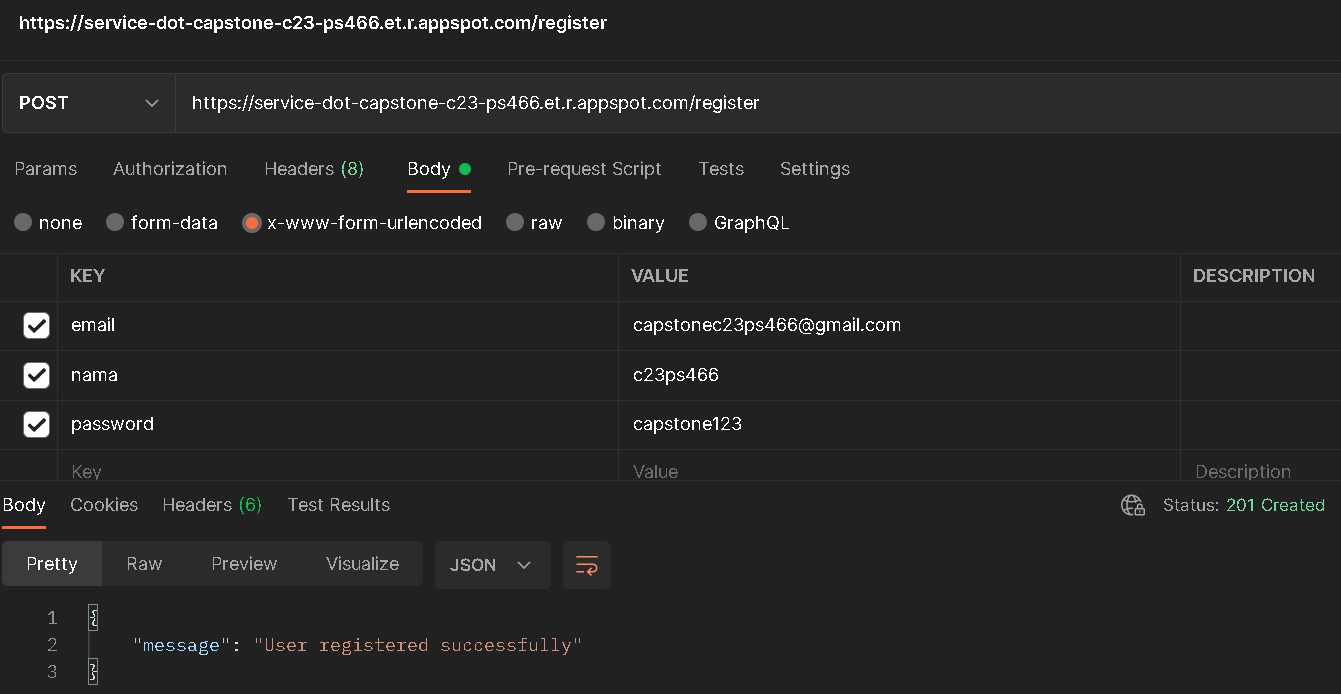 https://service-dot-capstone-c23-ps466.et.r.appspot.com/register
POST https://service-dot-capstone-c23-ps466.et.r.appspot.com/register
Params Authorization Headers (8) Body Pre-request Script Tests Settings
none form-data x-www-form-urlencoded raw binary GraphQL
KEY VALUE DESCRIPTION
email capstonec23ps466@gmail.com
nama c23ps466
password capstone123
Key Value Description
Body Cookies Headers (6) Test Results Status: 201 Created
Pretty Raw Preview Visualize JSON
1 {
2 "message": "User registered successfully"
3 }